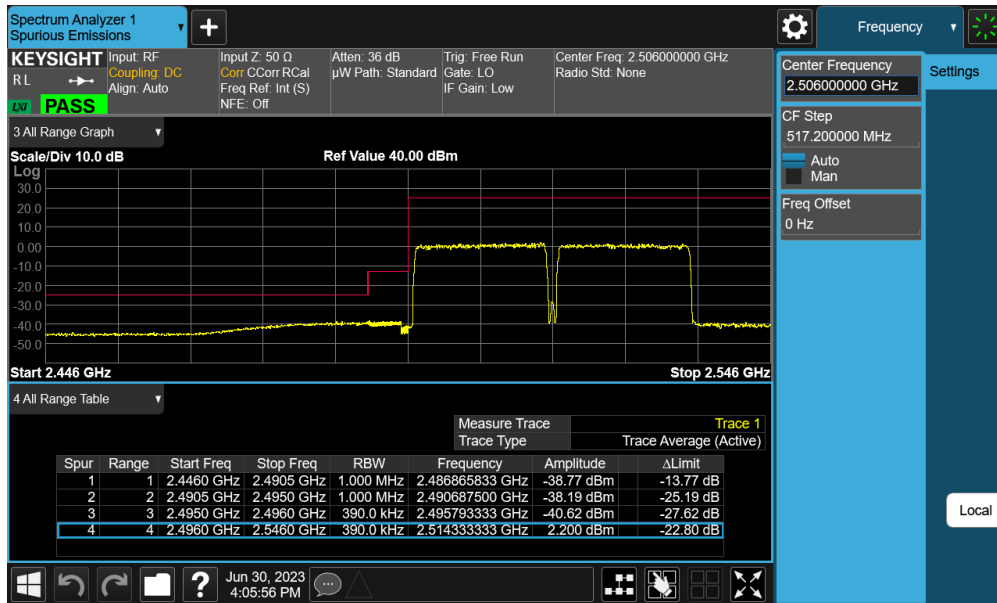 Spectrum Analyzer 1
Spurious Emissions
Frequency
KEYSIGHT
R L
LXI
PASS
Input: RF
Coupling: DC
Align: Auto
Input Z: 50 Ω
Corr CCorr RCal
Freq Ref: Int (S)
NFE: Off
Atten: 36 dB
µW Path: Standard
Trig: Free Run
Gate: LO
IF Gain: Low
Center Freq: 2.506000000 GHz
Radio Std: None
Center Frequency
2.506000000 GHz
Settings
CF Step
517.200000 MHz
Auto
Man
Freq Offset
0 Hz
Local
3 All Range Graph
Scale/Div 10.0 dB
Ref Value 40.00 dBm
Log
30.0
20.0
10.0
0.00
-10.0
-20.0
-30.0
-40.0
-50.0
Start 2.446 GHz
Stop 2.546 GHz
4 All Range Table
Measure Trace Trace 1
Trace Type Trace Average (Active)
Spur Range Start Freq Stop Freq RBW Frequency Amplitude ∆Limit
1 1 2.4460 GHz 2.4905 GHz 1.000 MHz 2.486865833 GHz -38.77 dBm -13.77 dB
2 2 2.4905 GHz 2.4950 GHz 1.000 MHz 2.490687500 GHz -38.19 dBm -25.19 dB
3 3 2.4950 GHz 2.4960 GHz 390.0 kHz 2.495793333 GHz -40.62 dBm -27.62 dB
4 4 2.4960 GHz 2.5460 GHz 390.0 kHz 2.514333333 GHz 2.200 dBm -22.80 dB
?
Jun 30, 2023
4:05:56 PM